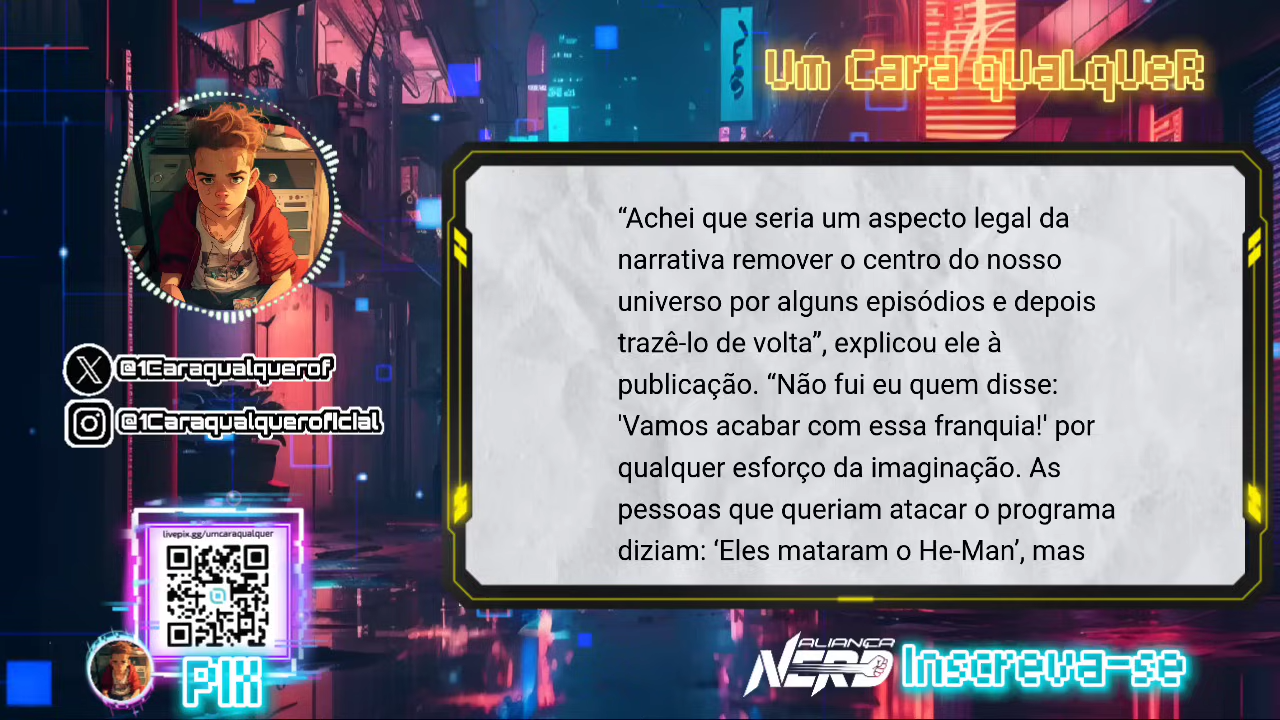 Um Cara qUaLqUeR
“Achei que seria um aspecto legal da
narrativa remover o centro do nosso
universo por alguns episódios e depois
trazê-lo de volta”, explicou ele à
publicação. “Não fui eu quem disse:
'Vamos acabar com essa franquia!' por
qualquer esforço da imaginação. As
pessoas que queriam atacar o programa
diziam: ‘Eles mataram o He-Man’, mas
@1Caraqualquerof
@1Caraqualqueroficial
livepix.gg/umcaraqualquer
PIX
ALIANÇA
NERD
Inscreva-se